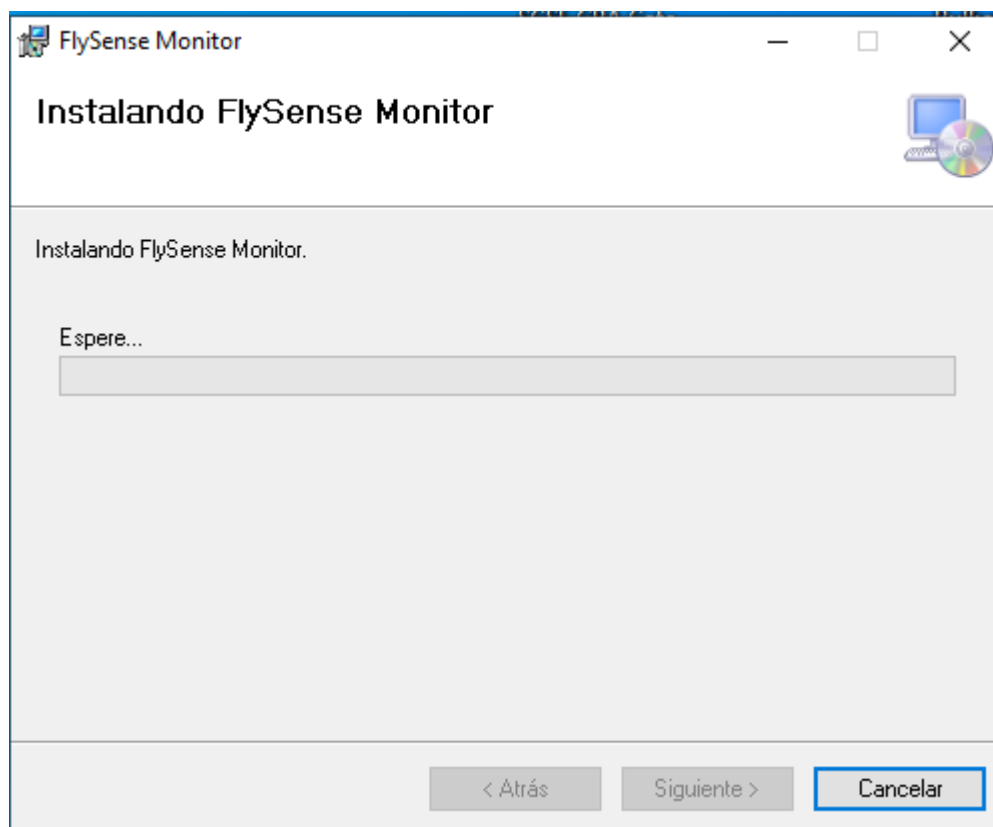 FlySense Monitor
Instalando FlySense Monitor
Instalando FlySense Monitor.
Espere...
< Atrás
Siguiente >
Cancelar